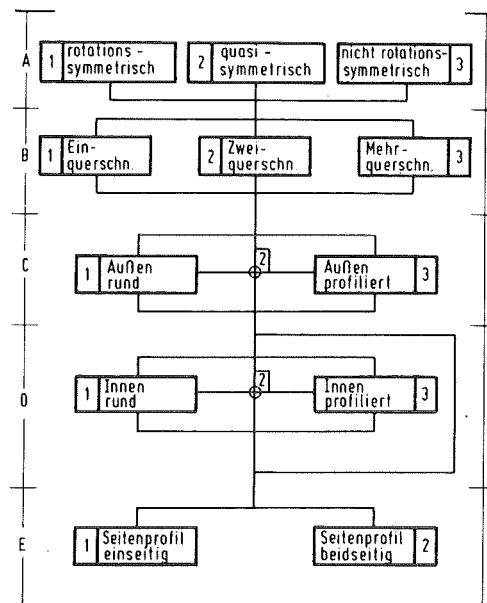 A
1 rotations-symmetrisch
2 quasi-symmetrisch
nicht rotations-symmetrisch 3
B
1 Ein-querschn.
2 Zwei-querschn.
Mehr-querschn. 3
C
1 Außen rund
2
Außen profiliert 3
D
1 Innen rund
2
Innen profiliert 3
E
1 Seitenprofil einseitig
Seitenprofil beidseitig 2